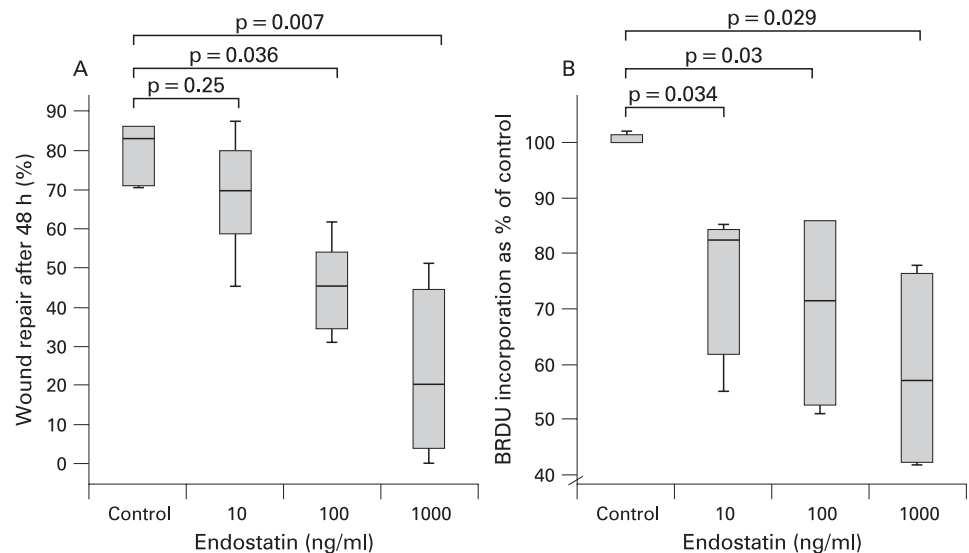 p = 0.007
p = 0.036
p = 0.25
A
Wound repair after 48 h (%)
90
80
70
60
50
40
30
20
10
0
Control
10
100
1000
Endostatin (ng/ml)
p = 0.029
p = 0.03
p = 0.034
B
BRDU incorporation as % of control
100
90
80
70
60
50
40
Control
10
100
1000
Endostatin (ng/ml)